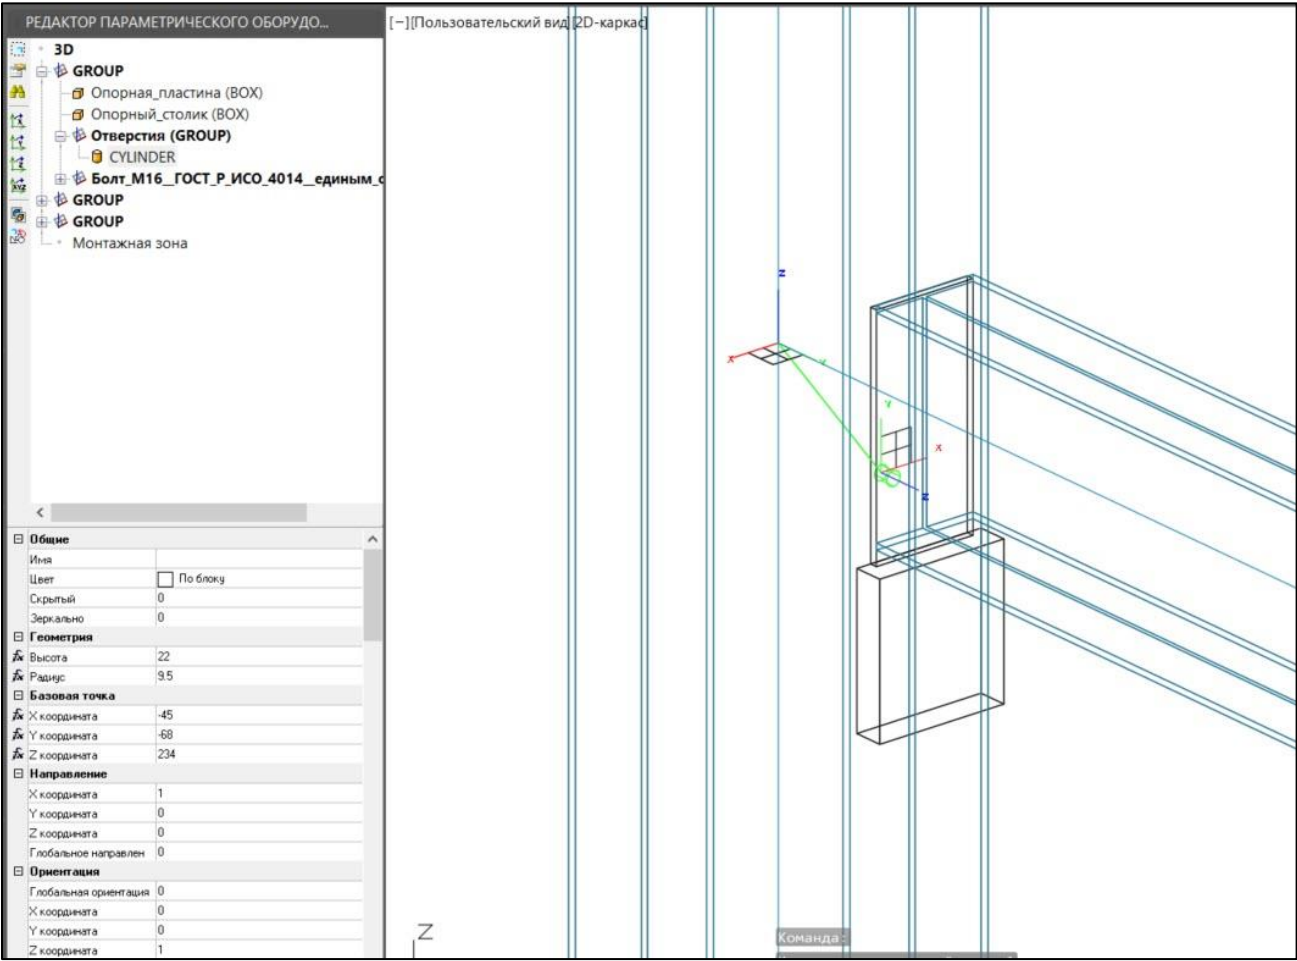 РЕДАКТОР ПАРАМЕТРИЧЕСКОГО ОБОРУДО...
3D
GROUP
Опорная_пластина (BOX)
Опорный_столик (BOX)
Отверстия (GROUP)
CYLINDER
Болт_М16__ГОСТ_Р_ИСО_4014__единым_с
GROUP
GROUP
Монтажная зона
Общие
Имя
Цвет По блоку
Скрытый 0
Зеркально 0
Геометрия
Высота 22
Радиус 9.5
Базовая точка
X координата -45
Y координата -68
Z координата 234
Направление
X координата 1
Y координата 0
Z координата 0
Глобальное направлен 0
Ориентация
Глобальная ориентация 0
X координата 0
Y координата 0
Z координата 1
[−][Пользовательский вид][2D-каркас]
Z
X
Y
Y
X
Z
Z
Команда: